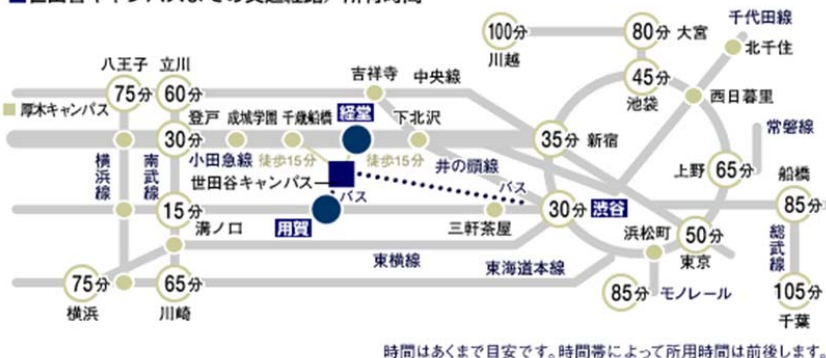 ■世田谷キャンパスまでの交通経路／所有時間
千代田線
100分
80分 大宮
北千住
川越
八王子 立川
吉祥寺 中央線
45分
75分 60分
池袋
西日暮里
厚木キャンパス
登戸 成城学園 千歳船橋 経堂 下北沢
常磐線
30分
35分 新宿
横浜線
南武線
小田急線 徒歩15分 徒歩15分
井の頭線
上野 65分
船橋
世田谷キャンパス
バス
バス
15分
30分 渋谷
85分
溝ノ口
用賀
三軒茶屋
浜松町
50分
総武線
東横線
東京
75分
65分
東海道本線
85分 モノレール
105分
横浜
川崎
千葉
時間はあくまで目安です。時間帯によって所用時間は前後します。